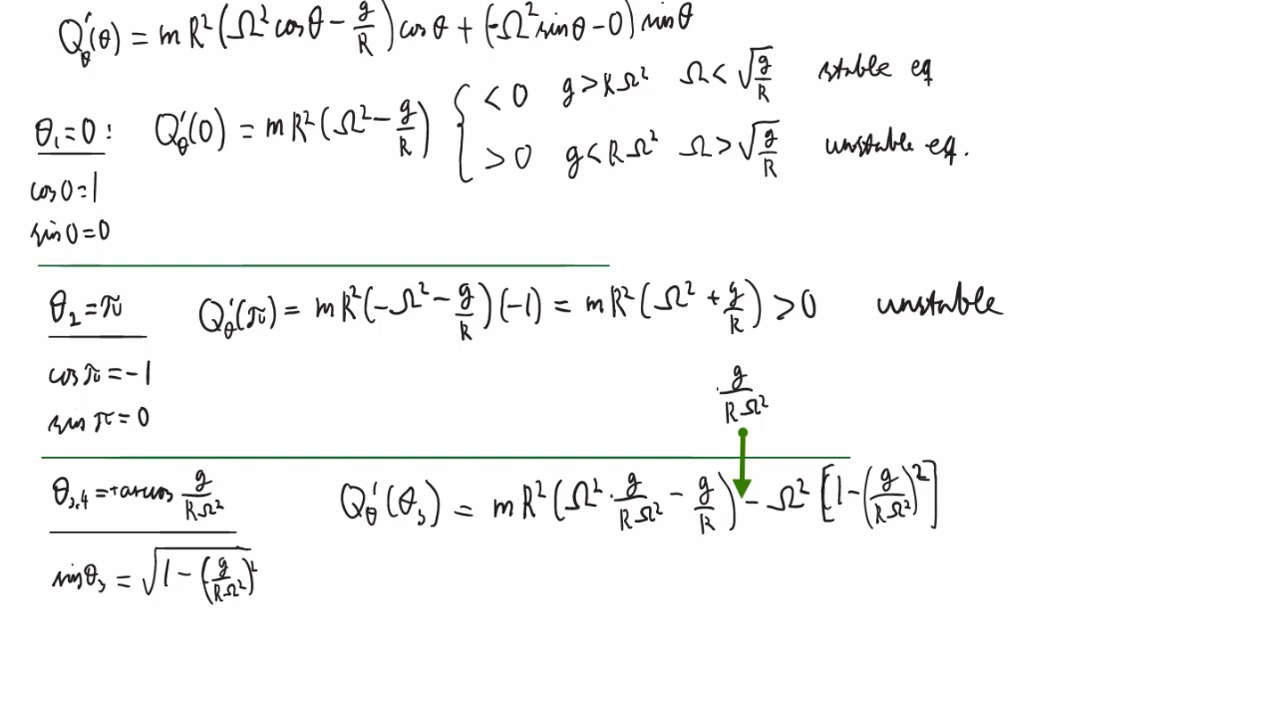 Q'_θ(θ) = mR²(Ω² cos θ − g/R) cos θ + (−Ω² sin θ − 0) sin θ
θ₁ = 0 : Q'_θ(0) = mR²(Ω² − g/R) { < 0 g > RΩ² Ω < √(g/R) stable eq
> 0 g < RΩ² Ω > √(g/R) unstable eq.
cos 0 = 1
sin 0 = 0
θ₂ = π Q'_θ(π) = mR²(−Ω² − g/R)(−1) = mR²(Ω² + g/R) > 0 unstable
cos π = −1
sin π = 0
g/RΩ²
θ₃,₄ = + arccos g/RΩ² Q'_θ(θ₃) = mR²(Ω² · g/RΩ² − g/R) − Ω² [1 − (g/RΩ²)²]
sin θ₃ = √(1 − (g/RΩ²)²)